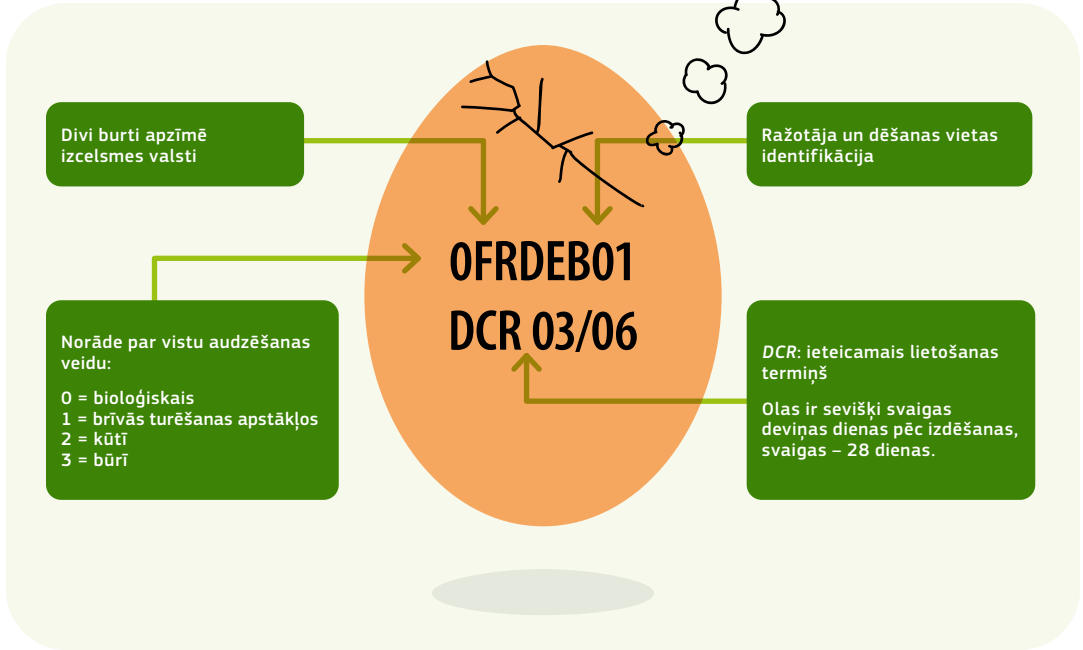 Divi burti apzīmē
izcelsmes valsti
Ražotāja un dēšanas vietas
identifikācija
0FRDEB01
DCR 03/06
Norāde par vistu audzēšanas
veidu:
0 = bioloģiskais
1 = brīvās turēšanas apstākļos
2 = kūtī
3 = būrī
DCR: ieteicamais lietošanas
termiņš
Olas ir sevišķi svaigas
deviņas dienas pēc izdēšanas,
svaigas – 28 dienas.